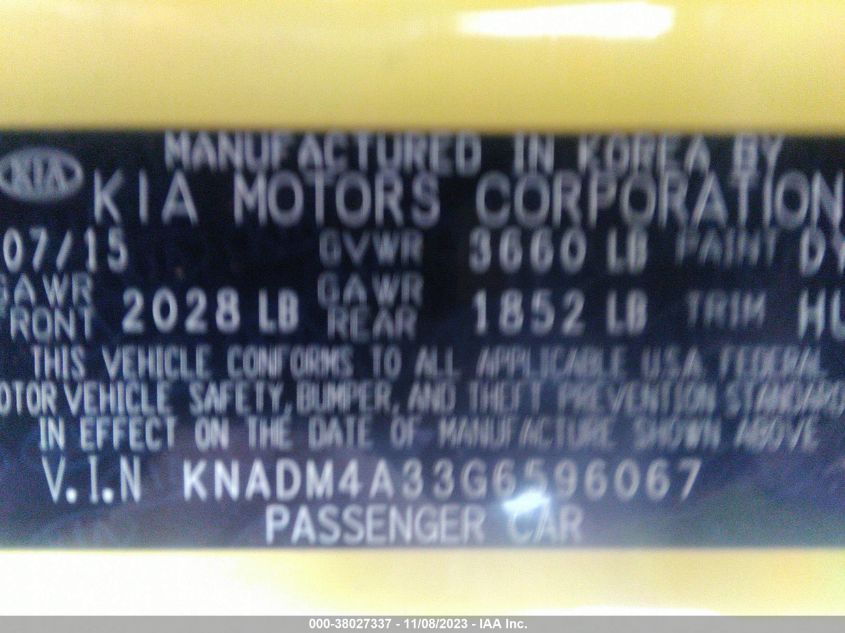 MANUFACTURED IN KOREA BY
KIA KIA MOTORS CORPORATION
07/15 GVWR 3660 LB PAINT DY
GAWR FRONT 2028 LB GAWR REAR 1852 LB TRIM HU
THIS VEHICLE CONFORMS TO ALL APPLICABLE U.S.A. FEDERAL
MOTOR VEHICLE SAFETY, BUMPER, AND THEFT PREVENTION STANDARDS
IN EFFECT ON THE DATE OF MANUFACTURE SHOWN ABOVE
V.I.N KNADM4A33G6596067
PASSENGER CAR
000-38027337 - 11/08/2023 - IAA Inc.